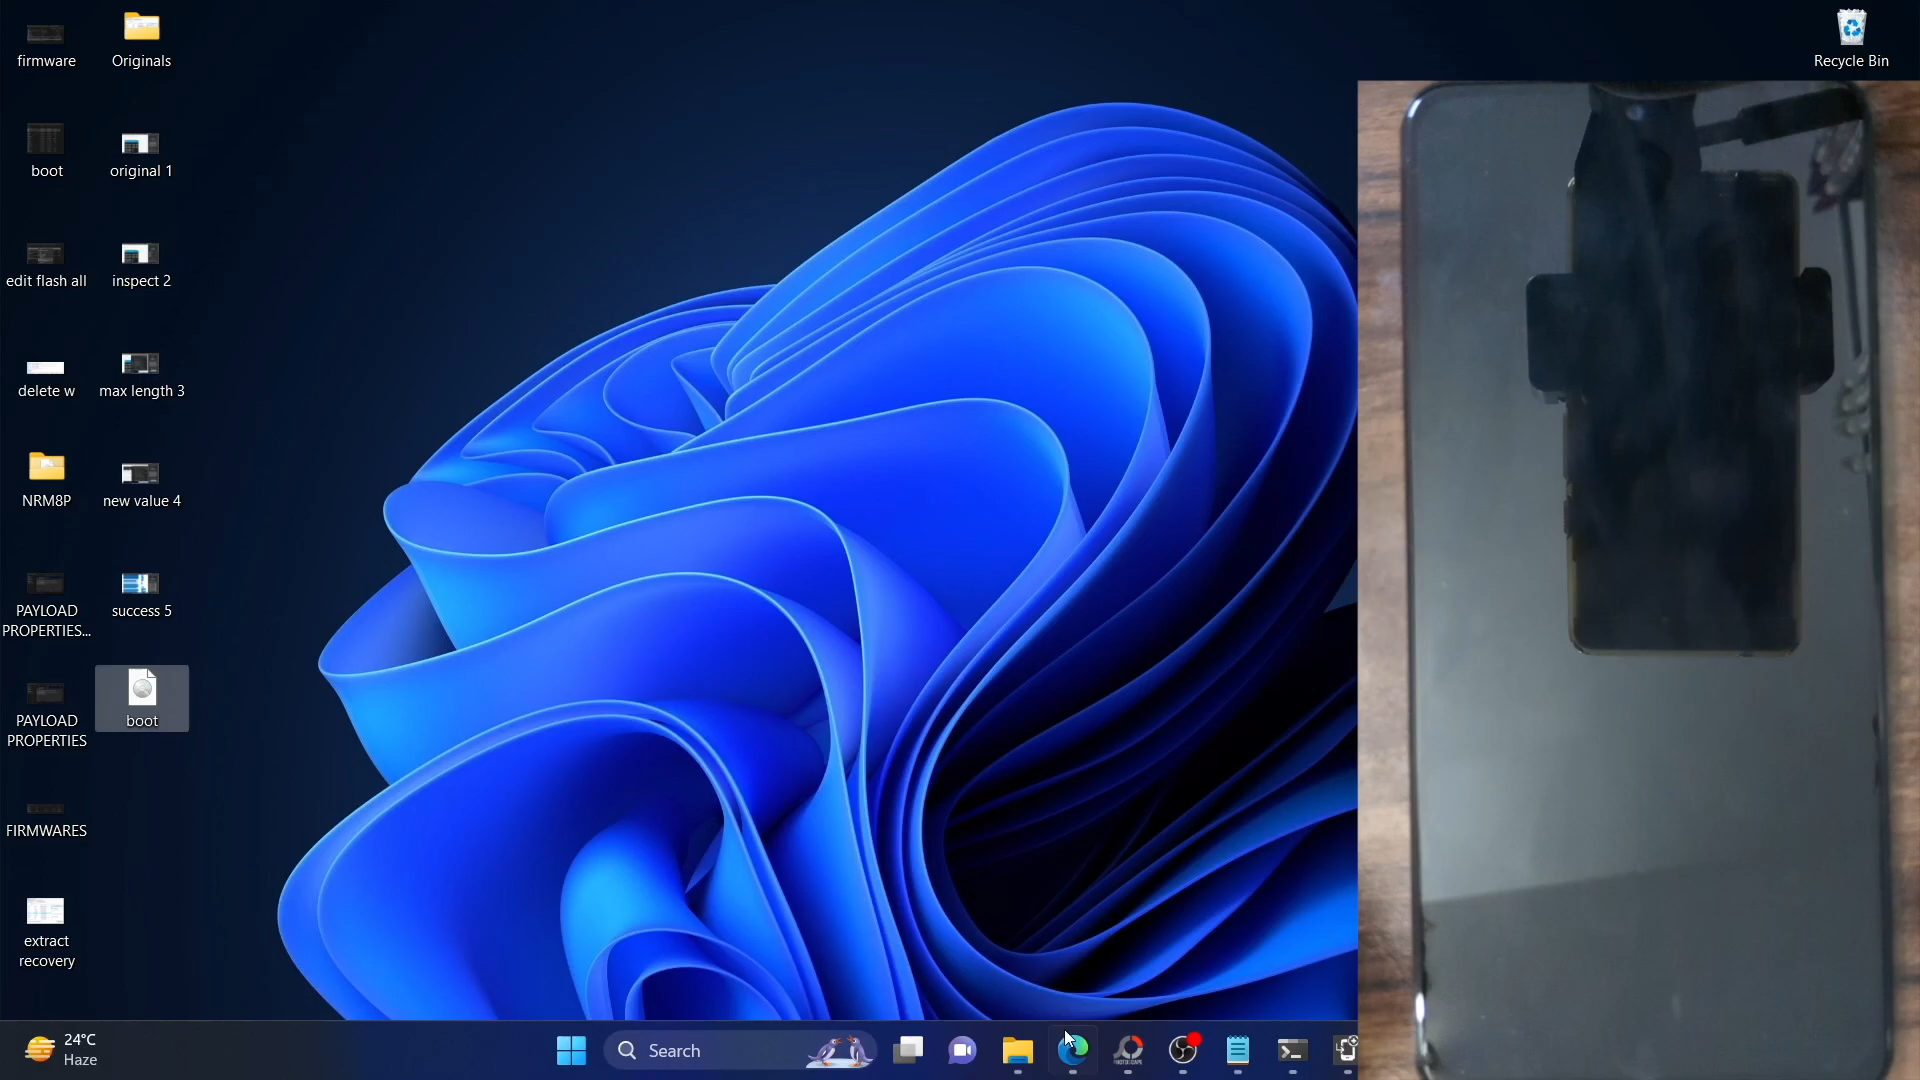 firmware
Originals
Recycle Bin
boot
original 1
edit flash all
inspect 2
delete w
max length 3
NRM8P
new value 4
PAYLOAD
PROPERTIES...
success 5
PAYLOAD
PROPERTIES
boot
FIRMWARES
extract
recovery
24°C
Haze
Search